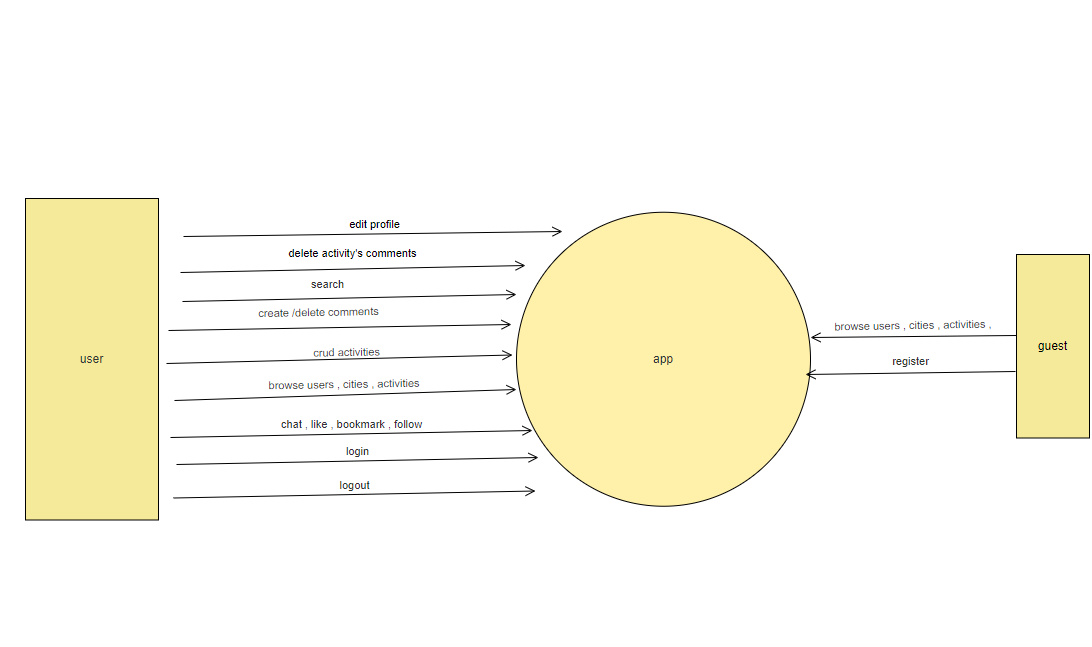 edit profile
delete activity's comments
search
create /delete comments
browse users , cities , activities ,
crud activities
user
app
guest
register
browse users , cities , activities
chat , like , bookmark , follow
login
logout